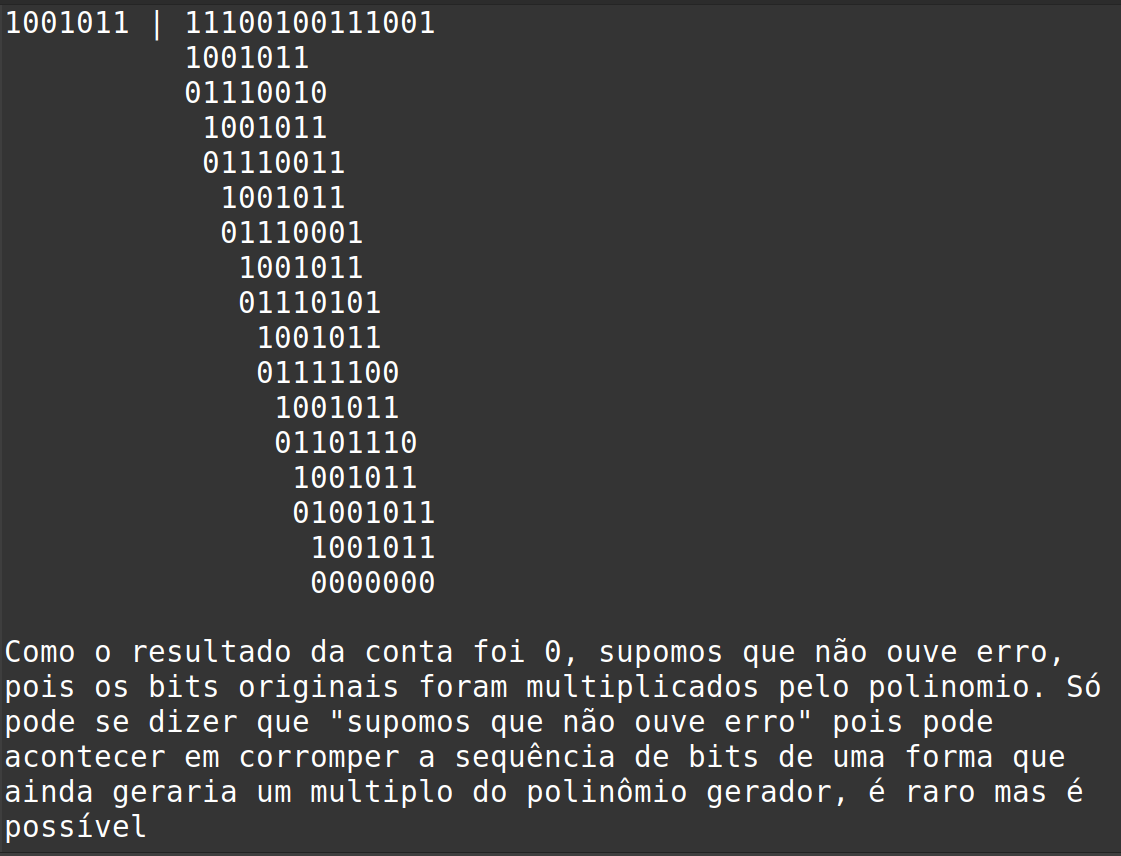 1001011 | 11100100111001
          1001011
          01110010
           1001011
           01110011
            1001011
            01110001
             1001011
             01110101
              1001011
              01111100
               1001011
               01101110
                1001011
                01001011
                 1001011
                 0000000
Como o resultado da conta foi 0, supomos que não ouve erro,
pois os bits originais foram multiplicados pelo polinomio. Só
pode se dizer que "supomos que não ouve erro" pois pode
acontecer em corromper a sequência de bits de uma forma que
ainda geraria um multiplo do polinômio gerador, é raro mas é
possível